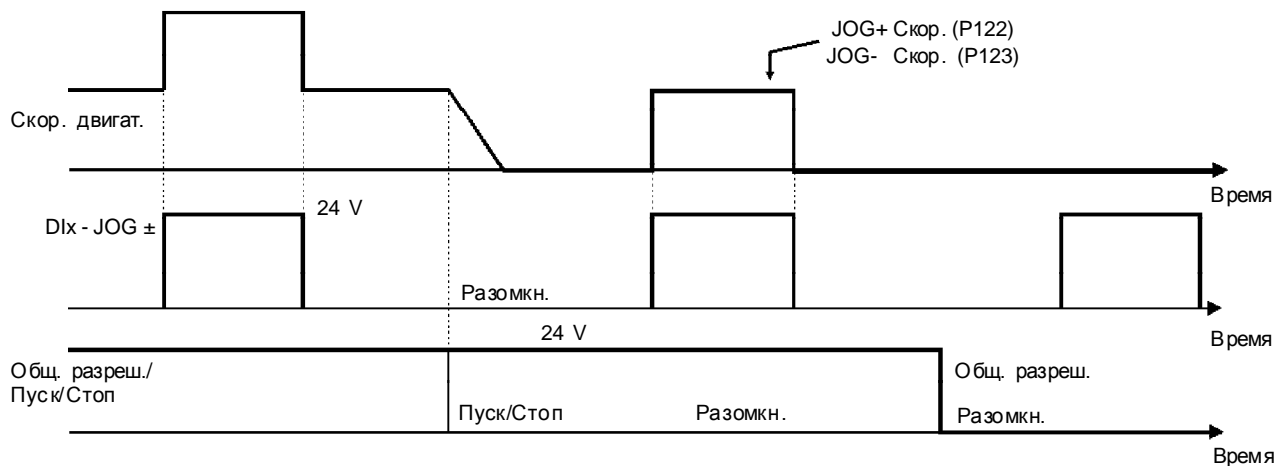 JOG+ Скор. (P122)
JOG- Скор. (P123)
Скор. двигат.
Время
24 V
DIx - JOG ±
Разомкн.
Время
24 V
Общ. разреш./
Пуск/Стоп
Общ. разреш.
Пуск/Стоп
Разомкн.
Разомкн.
Время